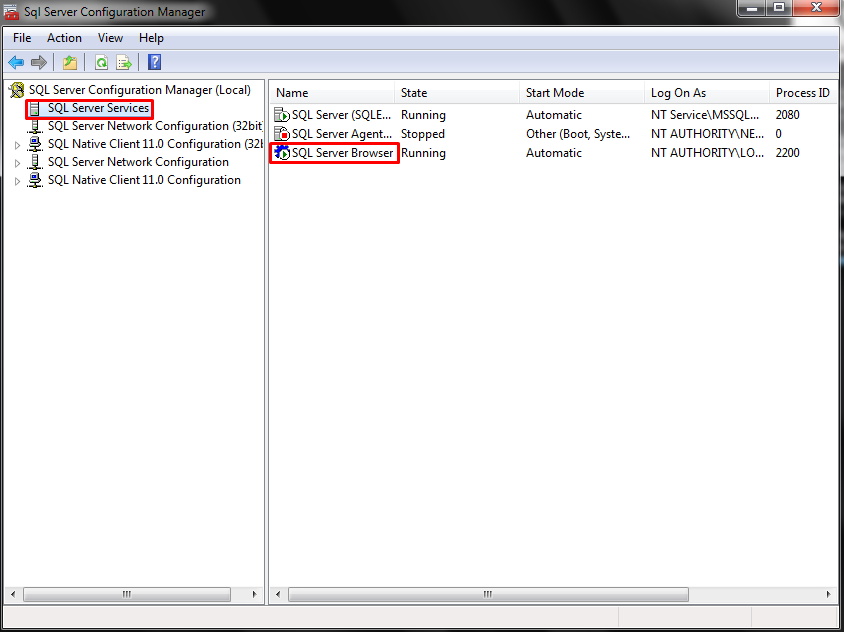 Sql Server Configuration Manager
File Action View Help
SQL Server Configuration Manager (Local)
SQL Server Services
SQL Server Network Configuration (32bit
SQL Native Client 11.0 Configuration (32b
SQL Server Network Configuration
SQL Native Client 11.0 Configuration
Name State Start Mode Log On As Process ID
SQL Server (SQLE... Running Automatic NT Service\MSSQL... 2080
SQL Server Agent... Stopped Other (Boot, Syste... NT AUTHORITY\NE... 0
SQL Server Browser Running Automatic NT AUTHORITY\LO... 2200